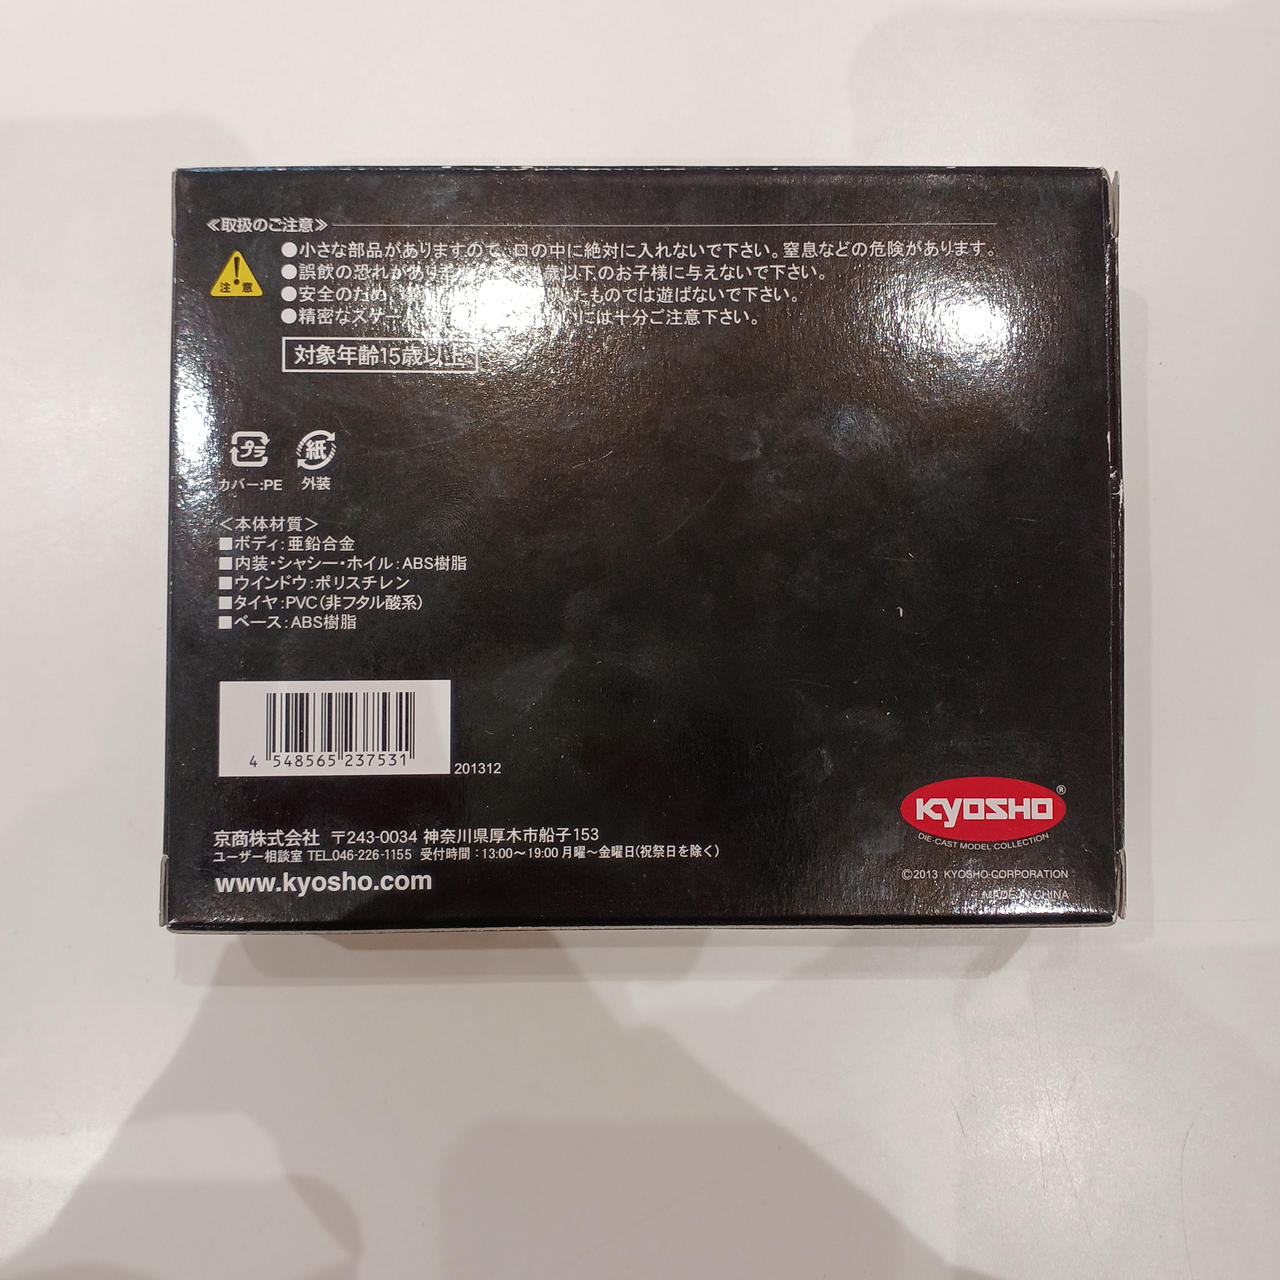 ≪取扱のご注意≫
注 意
●小さな部品がありますので、口の中に絶対に入れないで下さい。窒息などの危険があります。
●誤飲の恐れがあり 歳以下のお子様に与えないで下さい。
●安全のため、 したものでは遊ばないで下さい。
●精密なスケール いには十分ご注意下さい。
対象年齢15歳以上
プラ 紙
カバー:PE 外装
<本体材質>
■ボディ:亜鉛合金
■内装・シャシー・ホイル:ABS樹脂
■ウインドウ:ポリスチレン
■タイヤ:PVC(非フタル酸系)
■ベース:ABS樹脂
4 548565 237531
201312
京商株式会社 〒243-0034 神奈川県厚木市船子153
ユーザー相談室 TEL.046-226-1155 受付時間:13:00〜19:00 月曜〜金曜日(祝祭日を除く)
www.kyosho.com
KYOSHO®
DIE-CAST MODEL COLLECTION
©2013 KYOSHO CORPORATION
MADE IN CHINA